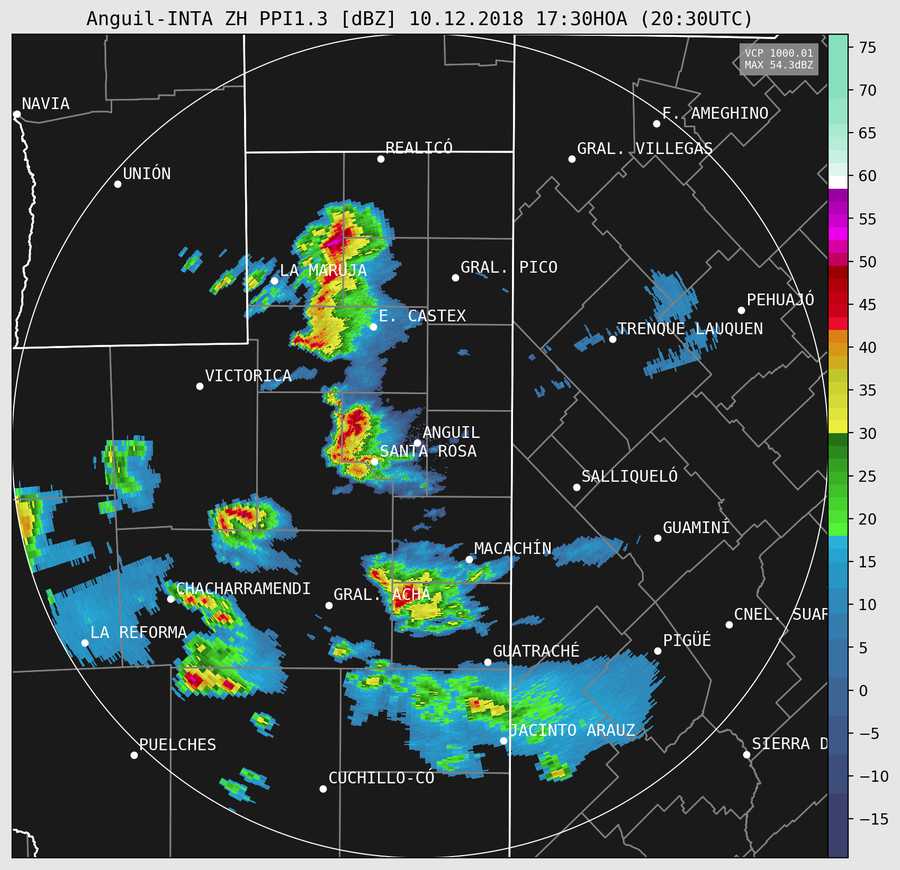 Anguil-INTA ZH PPI1.3 [dBZ] 10.12.2018 17:30HOA (20:30UTC)
VCP 1000.01
MAX 54.3dBZ
75
70
65
60
55
50
45
40
35
30
25
20
15
10
5
0
−5
−10
−15
NAVIA
F. AMEGHINO
REALICÓ
GRAL. VILLEGAS
UNIÓN
LA MARUJA
GRAL. PICO
PEHUAJÓ
E. CASTEX
TRENQUE LAUQUEN
VICTORICA
ANGUIL
SANTA ROSA
SALLIQUELÓ
GUAMINÍ
MACACHÍN
CHACHARRAMENDI
GRAL. ACHA
CNEL. SUAR
LA REFORMA
PIGÜÉ
GUATRACHÉ
JACINTO ARAUZ
PUELCHES
SIERRA D
CUCHILLO-CÓ